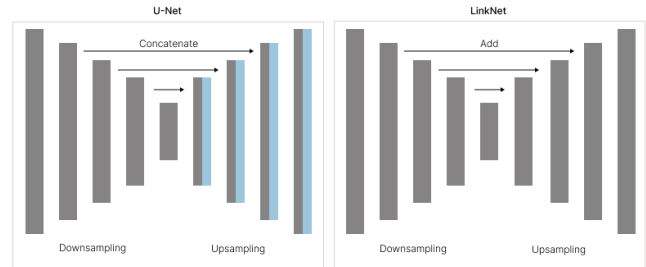 U-Net
Concatenate
Downsampling
Upsampling
LinkNet
Add
Downsampling
Upsampling